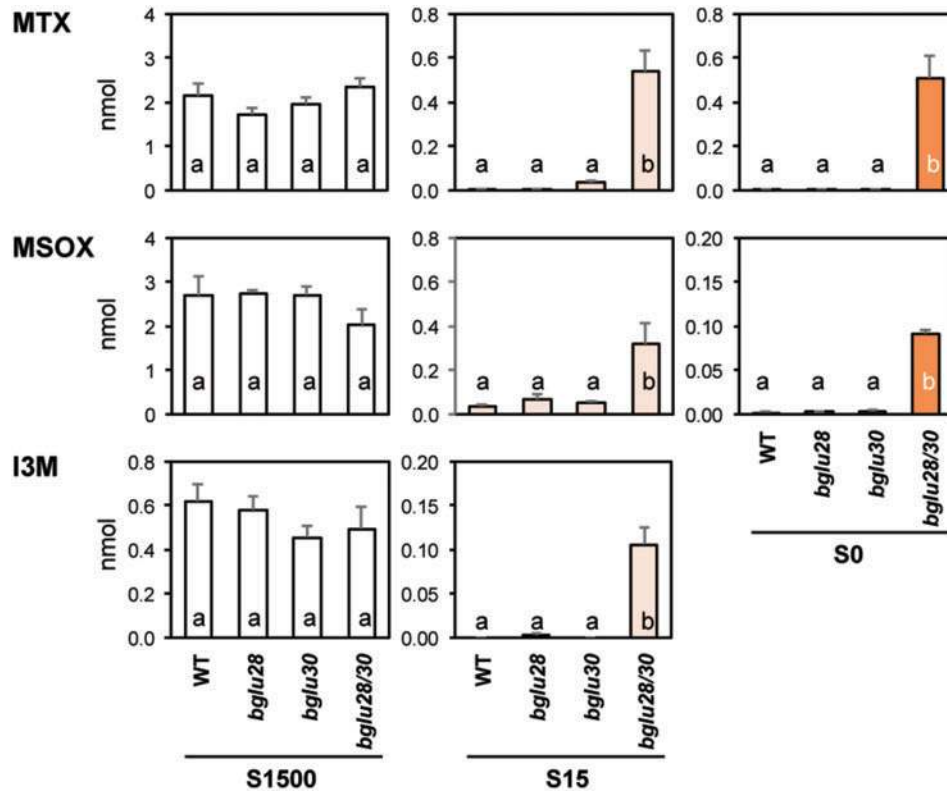 MTX
nmol
4
3
2
1
0
a
a
a
a
0.8
0.6
0.4
0.2
0.0
a
a
a
b
0.8
0.6
0.4
0.2
0.0
a
a
a
b
MSOX
nmol
4
3
2
1
0
a
a
a
a
0.8
0.6
0.4
0.2
0.0
a
a
a
b
0.20
0.15
0.10
0.05
0.00
a
a
a
b
WT
bglu28
bglu30
bglu28/30
S0
I3M
nmol
0.8
0.6
0.4
0.2
0.0
a
a
a
a
WT
bglu28
bglu30
bglu28/30
S1500
0.20
0.15
0.10
0.05
0.00
a
a
a
b
WT
bglu28
bglu30
bglu28/30
S15